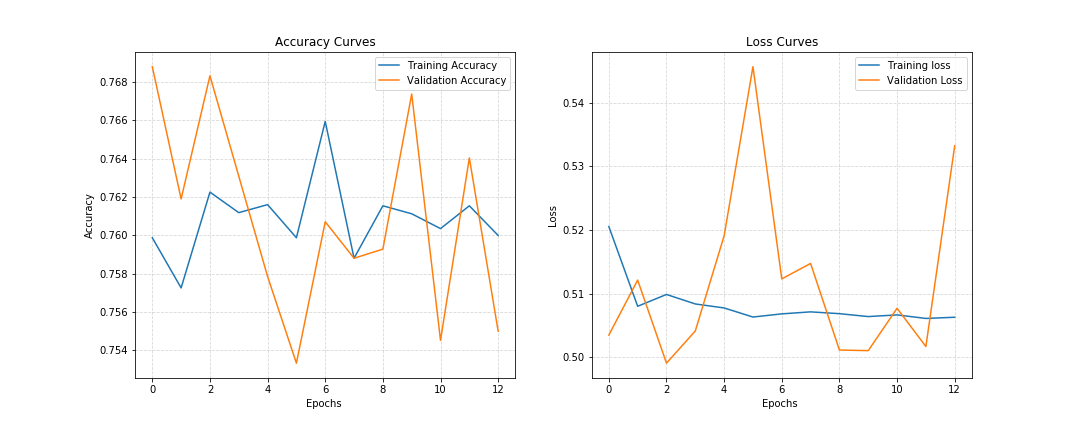 Accuracy Curves
Training Accuracy
Validation Accuracy
0.768
0.766
0.764
0.762
0.760
0.758
0.756
0.754
Accuracy
0 2 4 6 8 10 12
Epochs
Loss Curves
Training loss
Validation Loss
0.54
0.53
0.52
0.51
0.50
Loss
0 2 4 6 8 10 12
Epochs